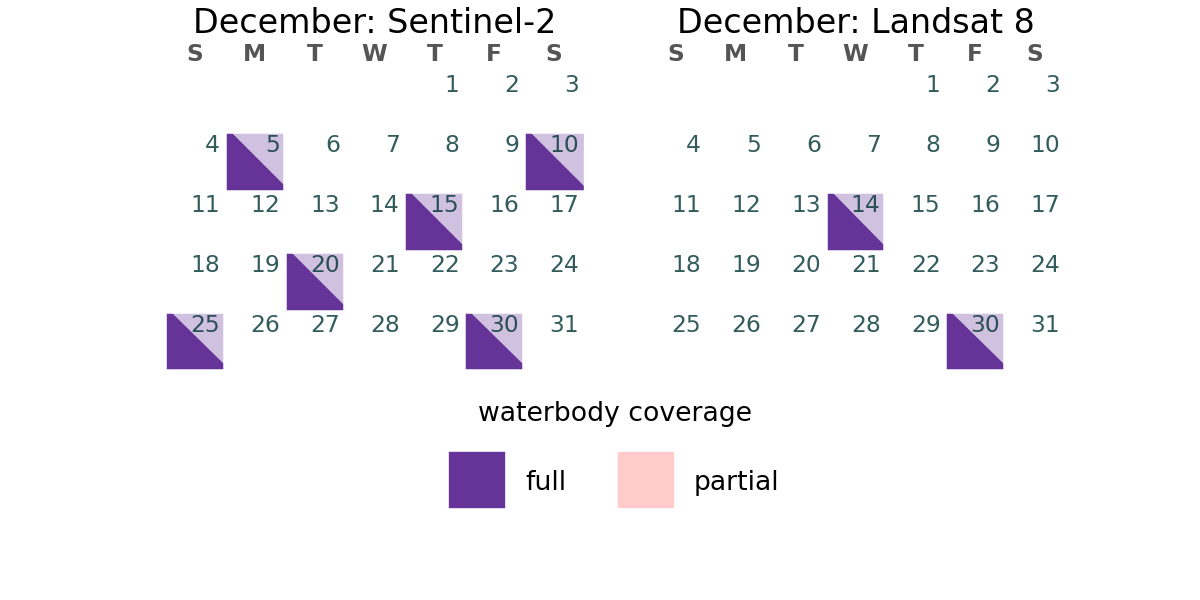 December: Sentinel-2
S M T W T F S
1 2 3
4 5 6 7 8 9 10
11 12 13 14 15 16 17
18 19 20 21 22 23 24
25 26 27 28 29 30 31
December: Landsat 8
S M T W T F S
1 2 3
4 5 6 7 8 9 10
11 12 13 14 15 16 17
18 19 20 21 22 23 24
25 26 27 28 29 30 31
waterbody coverage
full
partial